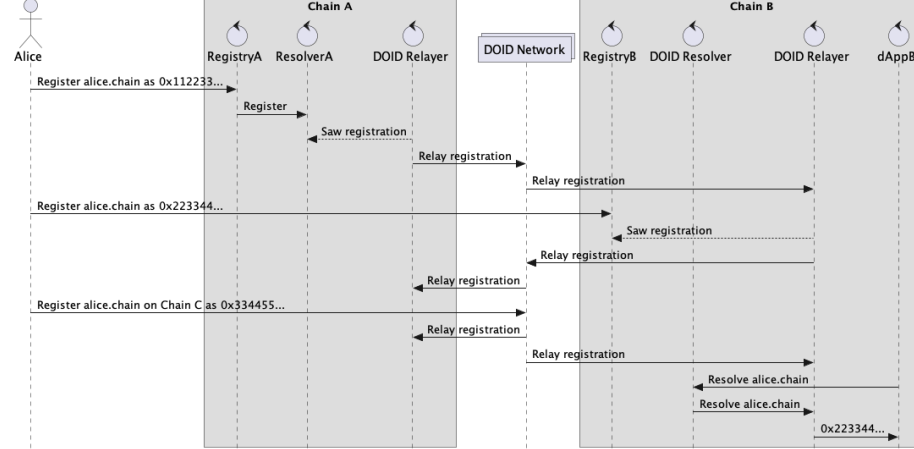 Chain A
Chain B
Alice
RegistryA
ResolverA
DOID Relayer
DOID Network
RegistryB
DOID Resolver
DOID Relayer
dAppB
Register alice.chain as 0x112233...
Register
Saw registration
Relay registration
Relay registration
Register alice.chain as 0x223344...
Saw registration
Relay registration
Relay registration
Register alice.chain on Chain C as 0x334455...
Relay registration
Relay registration
Resolve alice.chain
Resolve alice.chain
0x223344...